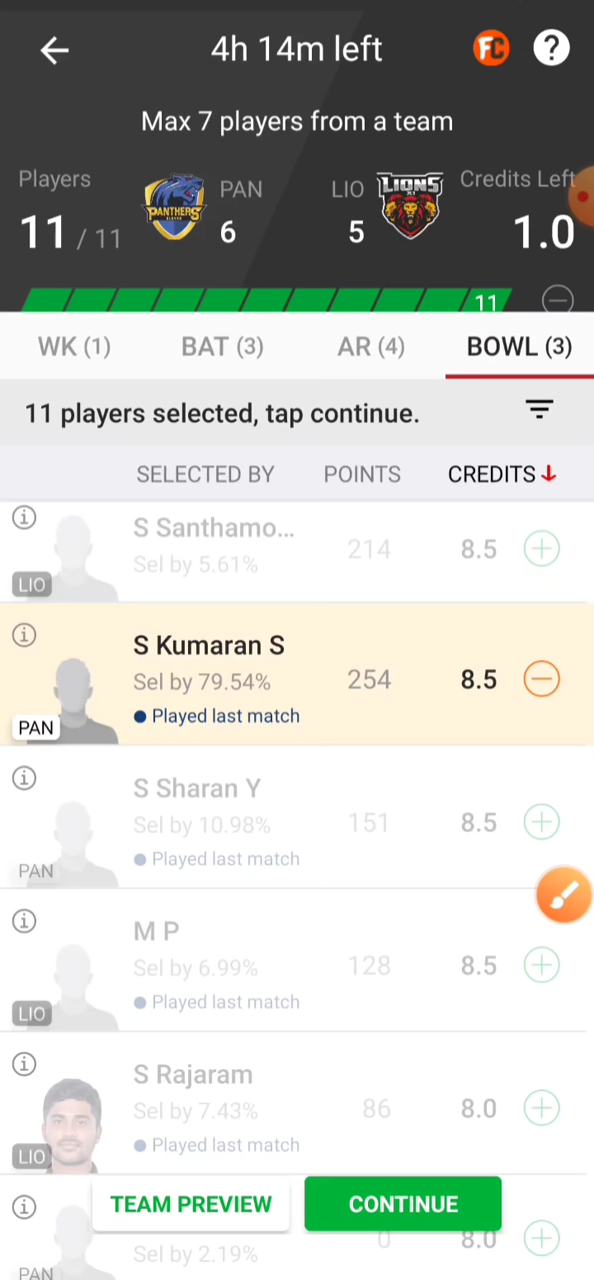 4h 14m left
FC
?
Max 7 players from a team
Players
PAN
LIO
Credits Left
PANTHERS
LIONS
11 / 11
6
5
1.0
11
WK (1)
BAT (3)
AR (4)
BOWL (3)
11 players selected, tap continue.
SELECTED BY
POINTS
CREDITS
S Santhamo...
Sel by 5.61%
214
8.5
LIO
S Kumaran S
Sel by 79.54%
254
8.5
Played last match
PAN
S Sharan Y
Sel by 10.98%
151
8.5
Played last match
PAN
M P
Sel by 6.99%
128
8.5
Played last match
LIO
S Rajaram
Sel by 7.43%
86
8.0
Played last match
LIO
TEAM PREVIEW
CONTINUE
Sel by 2.19%
0
8.0
PAN